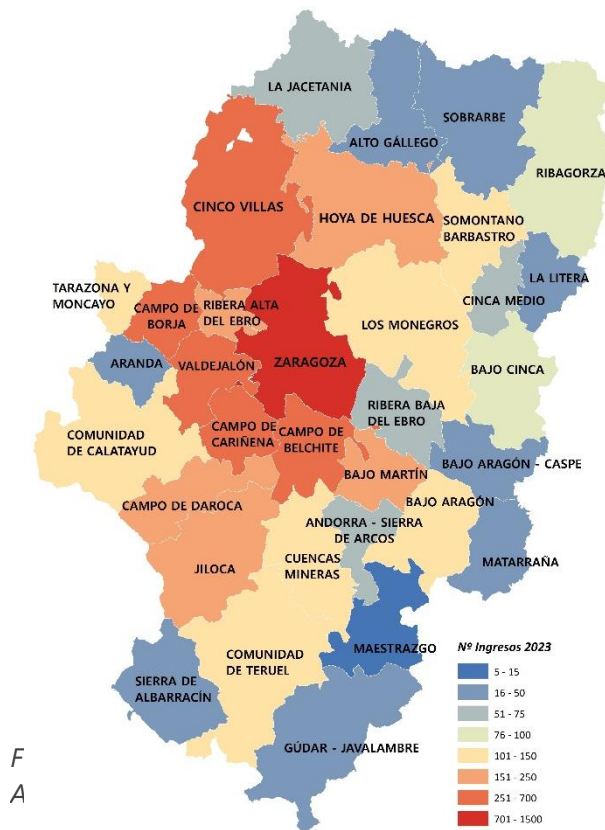 LA JACETANIA
ALTO GÁLLEGO
SOBRARBE
RIBAGORZA
CINCO VILLAS
HOYA DE HUESCA
SOMONTANO
BARBASTRO
LA LITERA
CINCA MEDIO
TARAZONA Y
MONCAYO
CAMPO DE
BORJA
RIBERA ALTA
DEL EBRO
LOS MONEGROS
ARANDA
VALDEJALÓN
ZARAGOZA
BAJO CINCA
RIBERA BAJA
DEL EBRO
COMUNIDAD
DE CALATAYUD
CAMPO DE
CARIÑENA
CAMPO DE
BELCHITE
BAJO MARTÍN
BAJO ARAGÓN - CASPE
CAMPO DE DAROCA
BAJO ARAGÓN
ANDORRA - SIERRA
DE ARCOS
JILOCA
CUENCAS
MINERAS
MATARRAÑA
COMUNIDAD
DE TERUEL
MAESTRAZGO
SIERRA DE
ALBARRACÍN
GÚDAR - JAVALAMBRE
Nº Ingresos 2023
5 - 15
16 - 50
51 - 75
76 - 100
101 - 150
151 - 250
251 - 700
701 - 1500
F
A